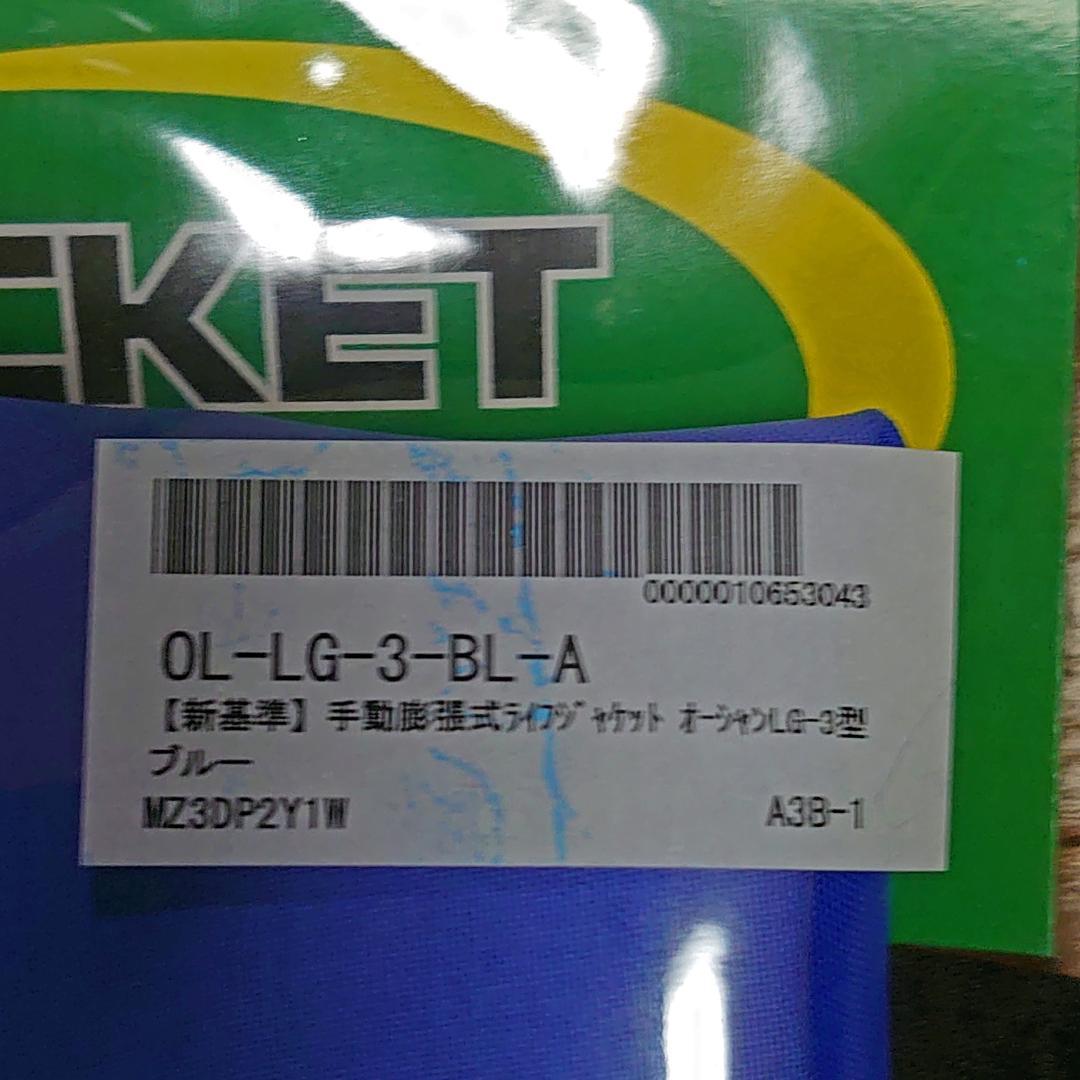 CKET
0000010653043
OL-LG-3-BL-A
【新基準】手動膨張式ﾗｲﾌｼﾞｬｹｯﾄ ｵｰｼｬﾝLG-3型
ブルー
MZ3DP2Y1W
A3B-1